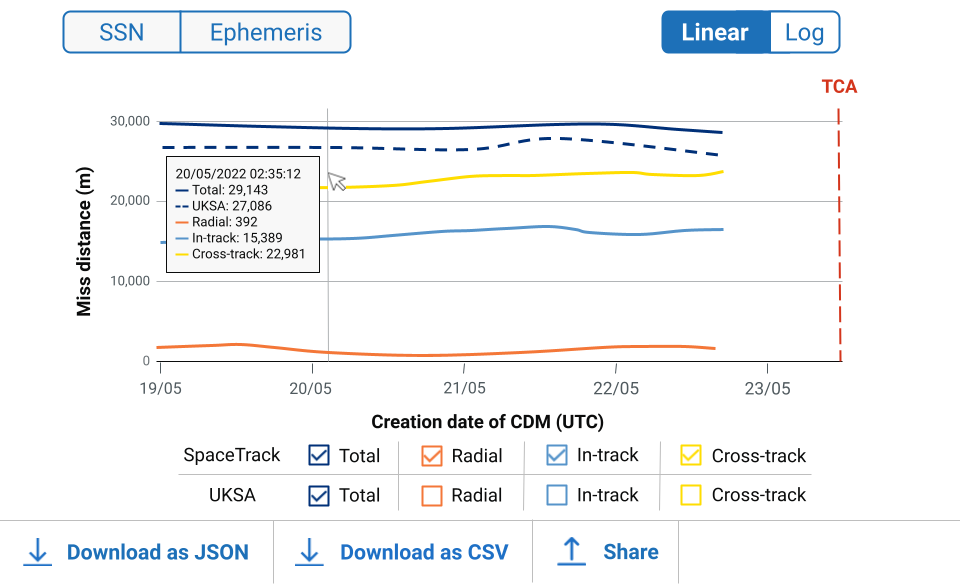 SSN Ephemeris Linear Log
TCA
30,000
20,000
10,000
0
Miss distance (m)
20/05/2022 02:35:12
Total: 29,143
UKSA: 27,086
Radial: 392
In-track: 15,389
Cross-track: 22,981
19/05 20/05 21/05 22/05 23/05
Creation date of CDM (UTC)
SpaceTrack Total Radial In-track Cross-track
UKSA Total Radial In-track Cross-track
Download as JSON Download as CSV Share